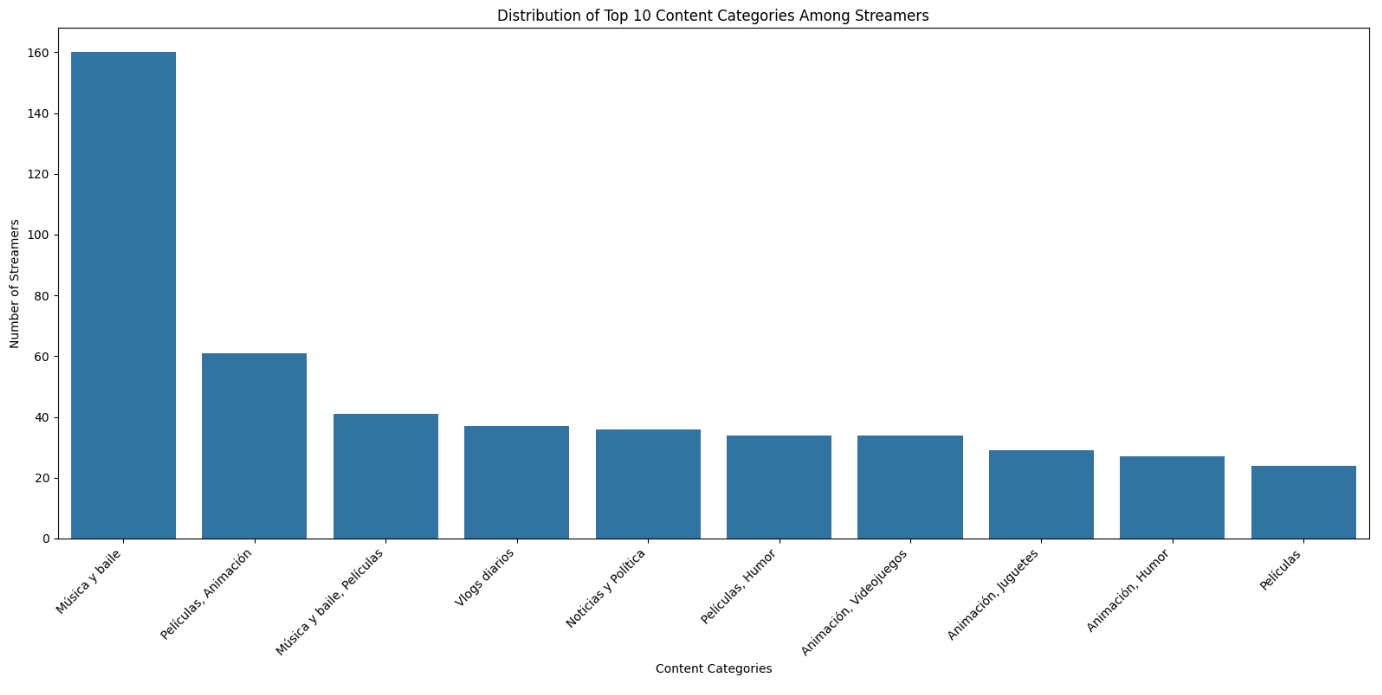 Distribution of Top 10 Content Categories Among Streamers
160
140
120
100
80
60
40
20
0
Number of Streamers
Música y baile
Películas, Animación
Música y baile, Películas
Vlogs diarios
Noticias y Política
Películas, Humor
Animación, Videojuegos
Animación, Juguetes
Animación, Humor
Películas
Content Categories